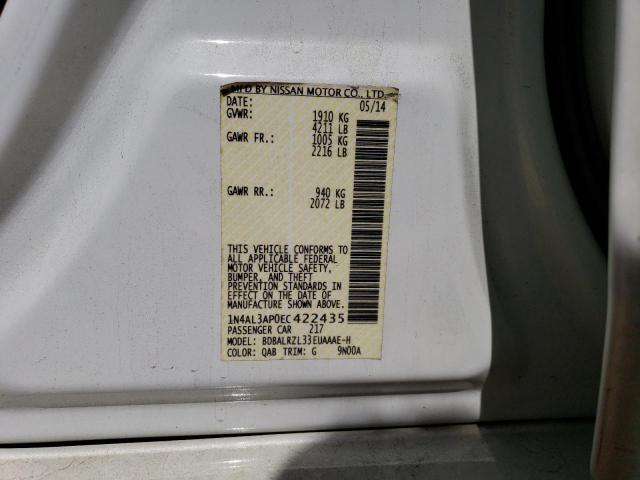 MFD BY NISSAN MOTOR CO., LTD.
DATE: 05/14
GVWR: 1910 KG
4211 LB
GAWR FR.: 1005 KG
2216 LB
GAWR RR.: 940 KG
2072 LB
THIS VEHICLE CONFORMS TO
ALL APPLICABLE FEDERAL
MOTOR VEHICLE SAFETY,
BUMPER, AND THEFT
PREVENTION STANDARDS IN
EFFECT ON THE DATE OF
MANUFACTURE SHOWN ABOVE.
1N4AL3AP0EC422435
PASSENGER CAR 217
MODEL: BDBALRZL33EUAAAE-H
COLOR: QAB TRIM: G 9N00A